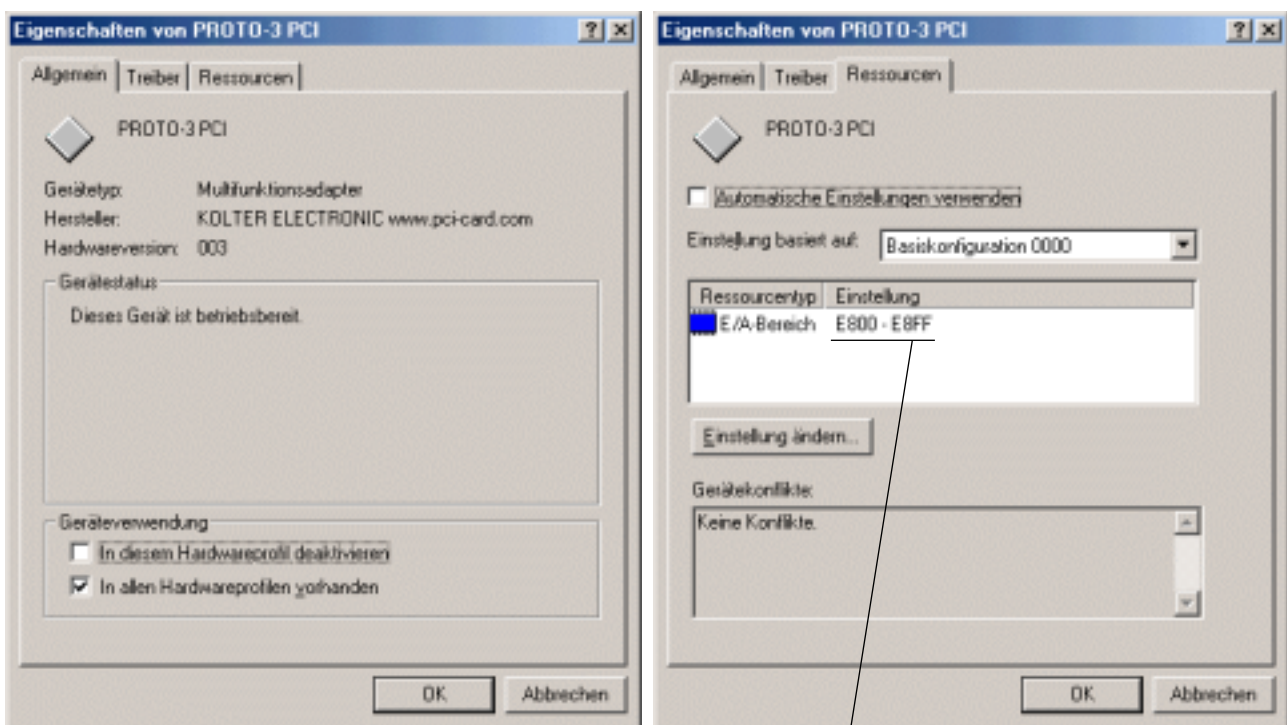 Eigenschaften von PROTO-3 PCI
Allgemein Treiber Ressourcen
PROTO-3 PCI
Gerätetyp: Multifunktionsadapter
Hersteller: KOLTER ELECTRONIC www.pci-card.com
Hardwareversion: 003
Gerätestatus
Dieses Gerät ist betriebsbereit.
Geräteverwendung
In diesem Hardwareprofil deaktivieren
In allen Hardwareprofilen vorhanden
OK Abbrechen
Eigenschaften von PROTO-3 PCI
Allgemein Treiber Ressourcen
PROTO-3 PCI
Automatische Einstellungen verwenden
Einstellung basiert auf: Basiskonfiguration 0000
Ressourcentyp Einstellung
E/A-Bereich E800 - E8FF
Einstellung ändern...
Gerätekonflikte:
Keine Konflikte.
OK Abbrechen